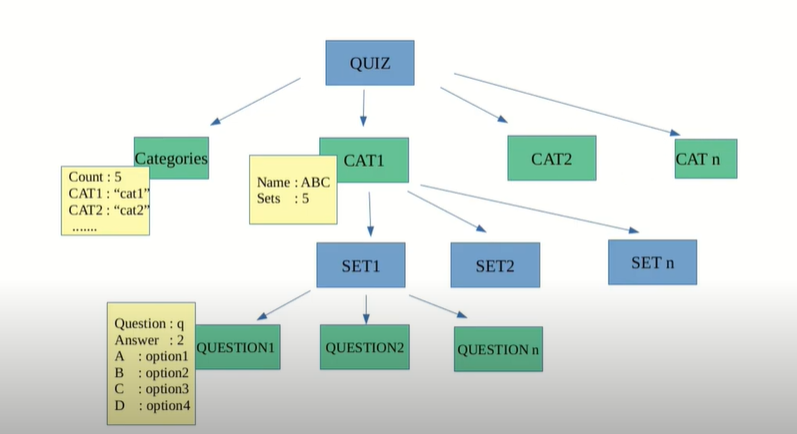 QUIZ
Categories
CAT1
CAT2
CAT n
Count : 5
CAT1 : “cat1”
CAT2 : “cat2”
.......
Name : ABC
Sets : 5
SET1
SET2
SET n
Question : q
Answer : 2
A : option1
B : option2
C : option3
D : option4
QUESTION1
QUESTION2
QUESTION n